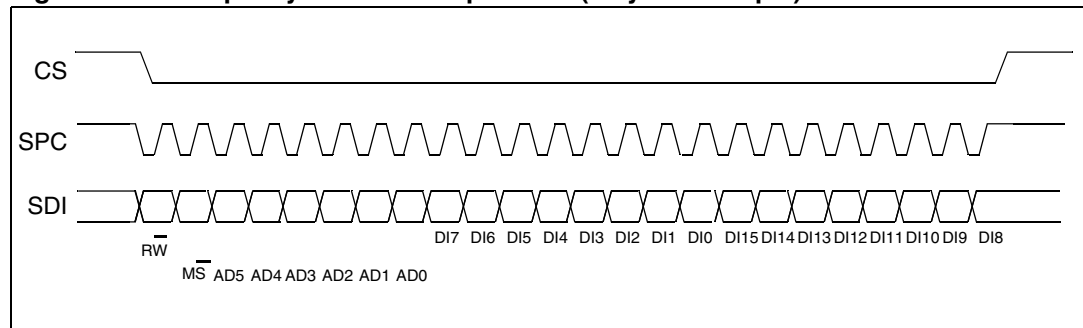 CS
SPC
SDI
DI7 DI6 DI5 DI4 DI3 DI2 DI1 DI0 DI15 DI14 DI13 DI12 DI11 DI10 DI9 DI8
RW
MS AD5 AD4 AD3 AD2 AD1 AD0